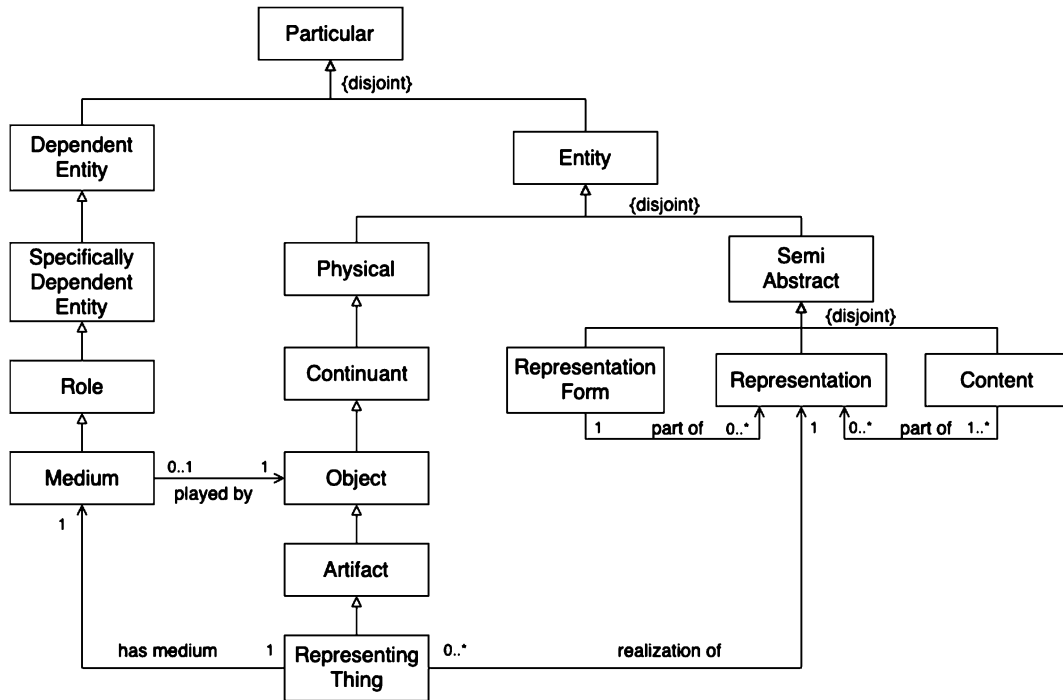 Particular
{disjoint}
Dependent
Entity
Entity
{disjoint}
Specifically
Dependent
Entity
Physical
Semi
Abstract
{disjoint}
Role
Continuant
Representation
Form
Representation
Content
1 part of 0..*
1
0..* part of 1..*
Medium
0..1 1
played by
Object
1
Artifact
has medium 1
Representing
Thing
0..* realization of